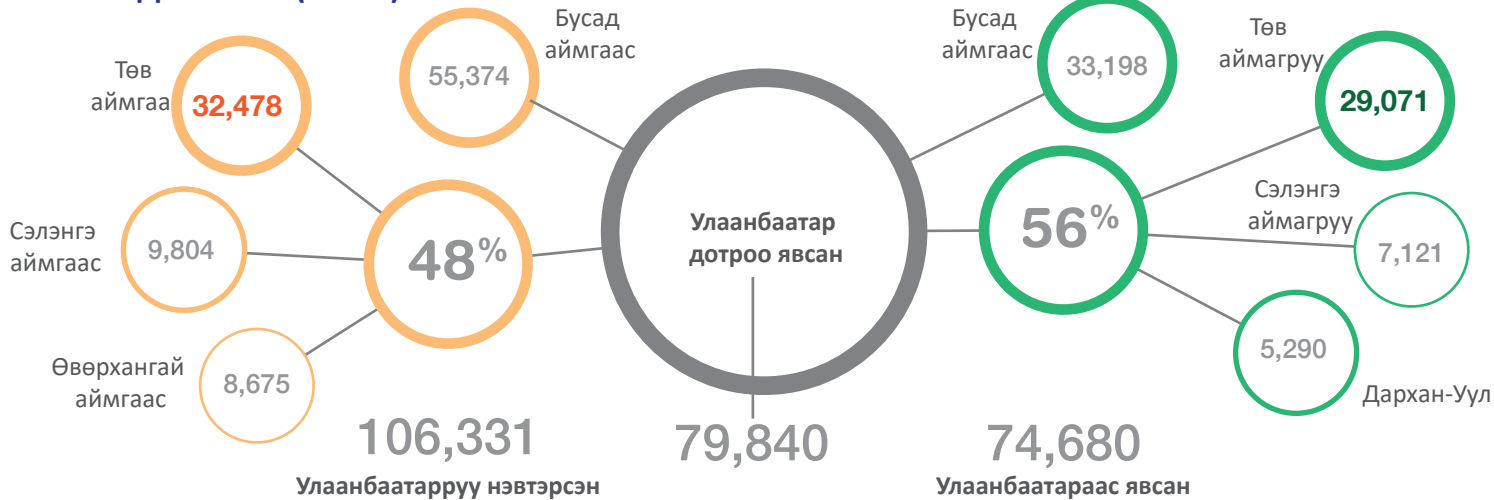 Төв
аймгаа
32,478
55,374
Бусад
аймгаас
Сэлэнгэ
аймгаас
9,804
48%
Өвөрхангай
аймгаас
8,675
106,331
Улаанбаатарруу нэвтэрсэн
Улаанбаатар
дотроо явсан
79,840
Бусад
аймгаас
33,198
Төв
аймагруу
29,071
56%
Сэлэнгэ
аймагруу
7,121
5,290
Дархан-Уул
74,680
Улаанбаатараас явсан